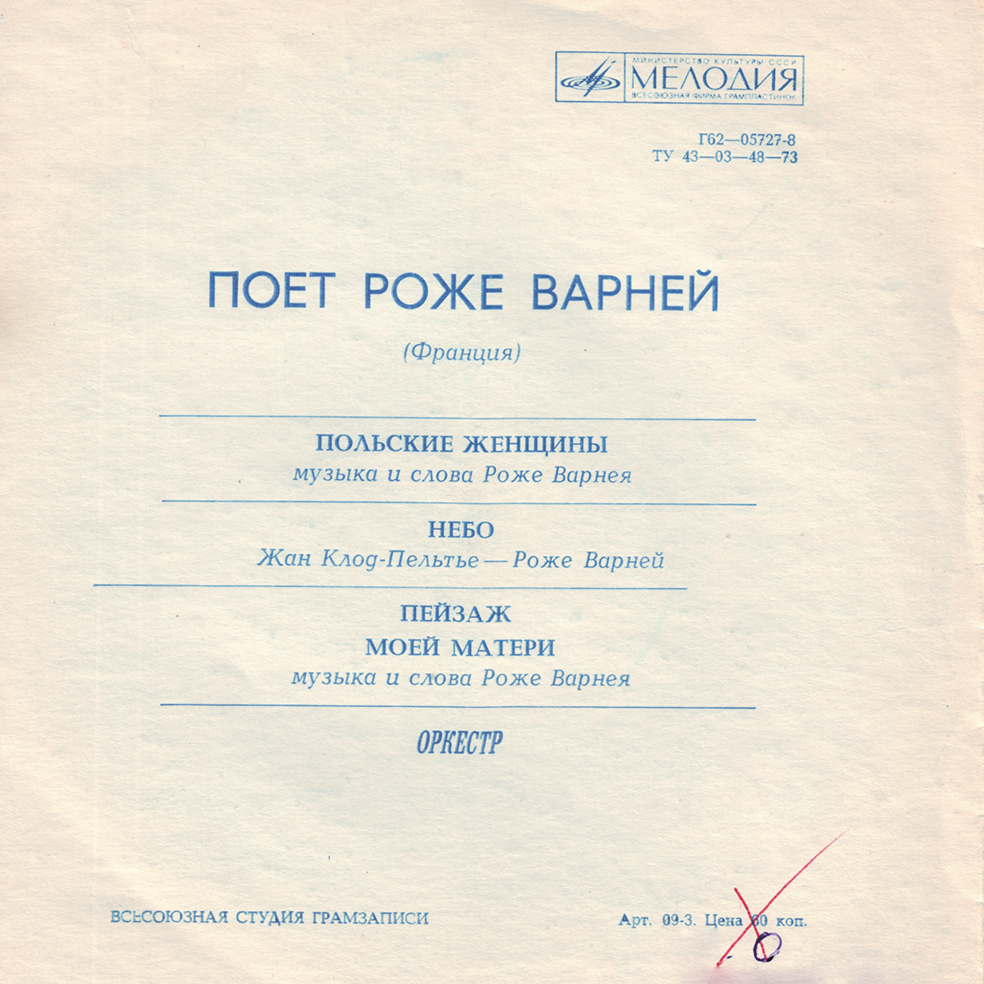 МИНИСТЕРСТВО КУЛЬТУРЫ СССР
МЕЛОДИЯ
ВСЕСОЮЗНАЯ ФИРМА ГРАМПЛАСТИНОК
Г62—05727-8
ТУ 43—03—48—73
ПОЕТ РОЖЕ ВАРНЕЙ
(Франция)
ПОЛЬСКИЕ ЖЕНЩИНЫ
музыка и слова Роже Варнея
НЕБО
Жан Клод-Пельтье — Роже Варней
ПЕЙЗАЖ
МОЕЙ МАТЕРИ
музыка и слова Роже Варнея
ОРКЕСТР
ВСЕСОЮЗНАЯ СТУДИЯ ГРАМЗАПИСИ
Арт. 09-3. Цена коп.